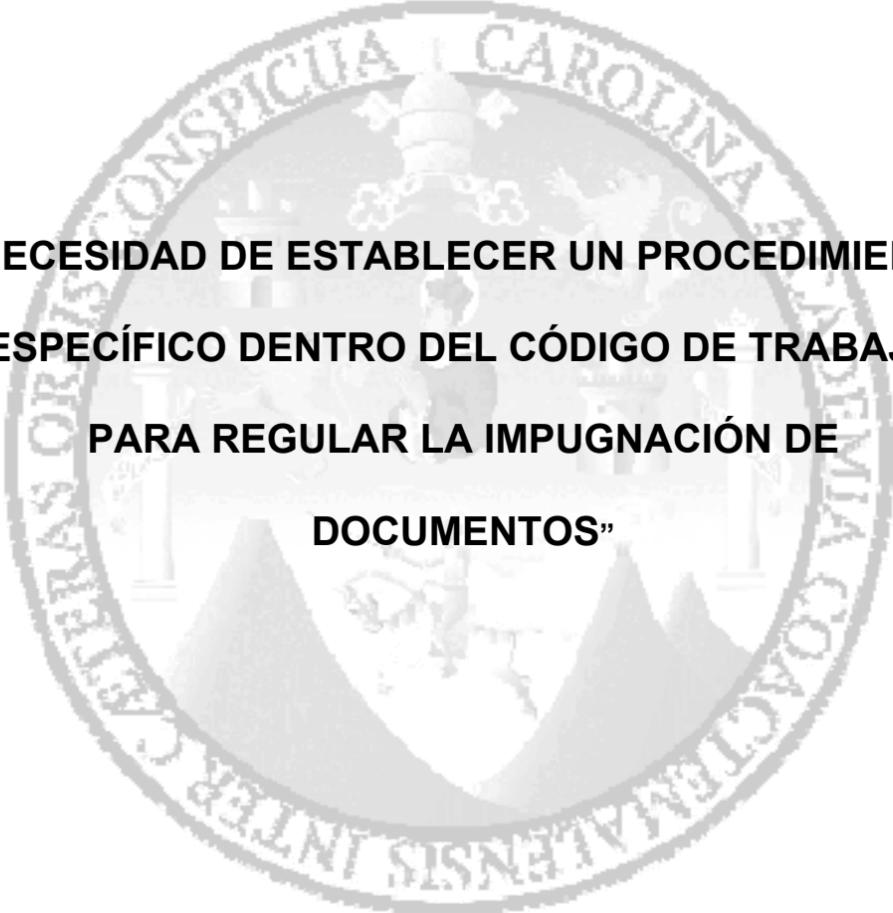 ECESIDAD DE ESTABLECER UN PROCEDIMIE
ESPECÍFICO DENTRO DEL CÓDIGO DE TRABAJ
PARA REGULAR LA IMPUGNACIÓN DE
DOCUMENTOS”
CAETERAS ORBIS CONSPICUA CAROLINA ACADEMIA COACTEMALENSIS INTER